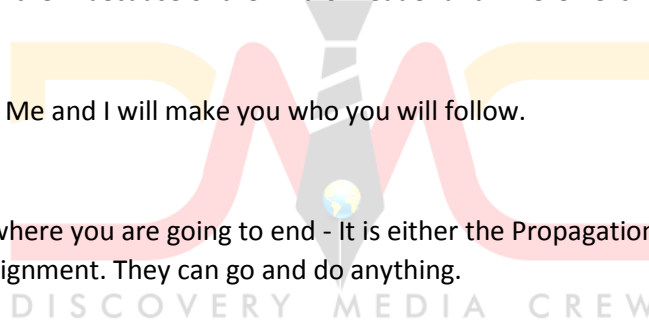 Me and I will make you who you will follow.
where you are going to end - It is either the Propagation
ignment. They can go and do anything.
DISCOVERY MEDIA CREW